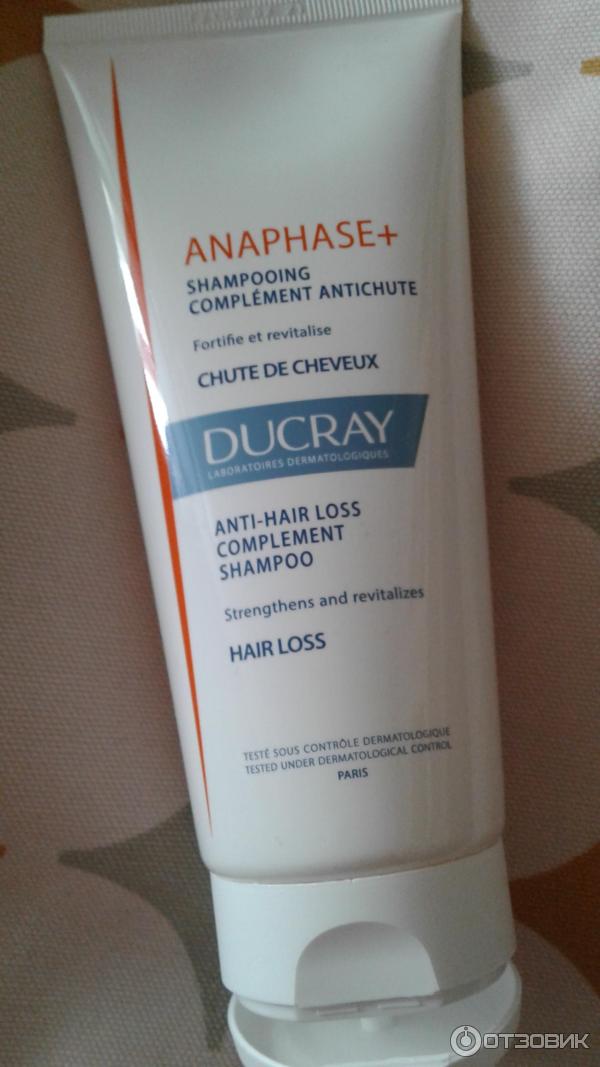 ANAPHASE+
SHAMPOOING
COMPLÉMENT ANTICHUTE
Fortifie et revitalise
CHUTE DE CHEVEUX
DUCRAY
LABORATOIRES DERMATOLOGIQUES
ANTI-HAIR LOSS
COMPLEMENT
SHAMPOO
Strengthens and revitalizes
HAIR LOSS
TESTÉ SOUS CONTRÔLE DERMATOLOGIQUE
TESTED UNDER DERMATOLOGICAL CONTROL
PARIS
ОТЗОВИК